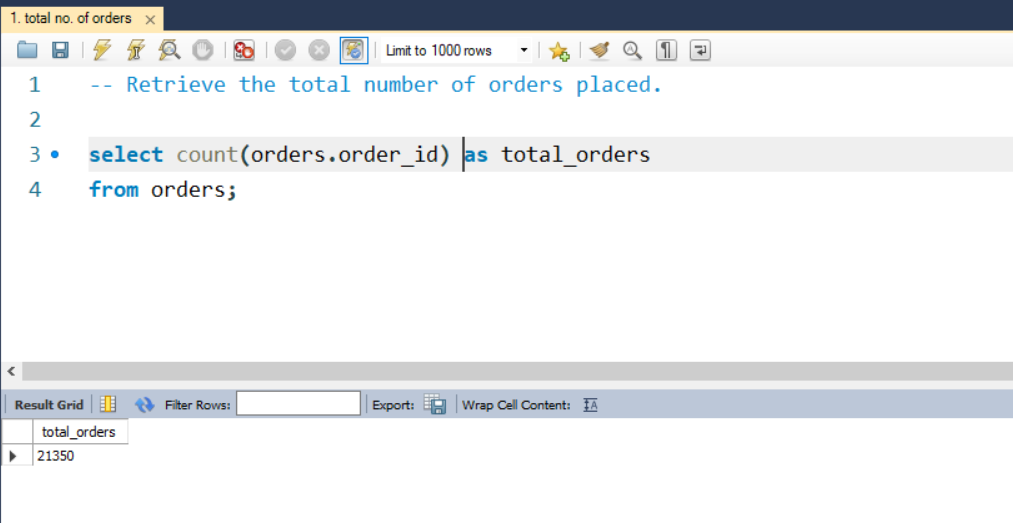 1. total no. of orders
Limit to 1000 rows
1 -- Retrieve the total number of orders placed.
2
3 select count(orders.order_id) as total_orders
4 from orders;
Result Grid Filter Rows: Export: Wrap Cell Content: IA
total_orders
21350